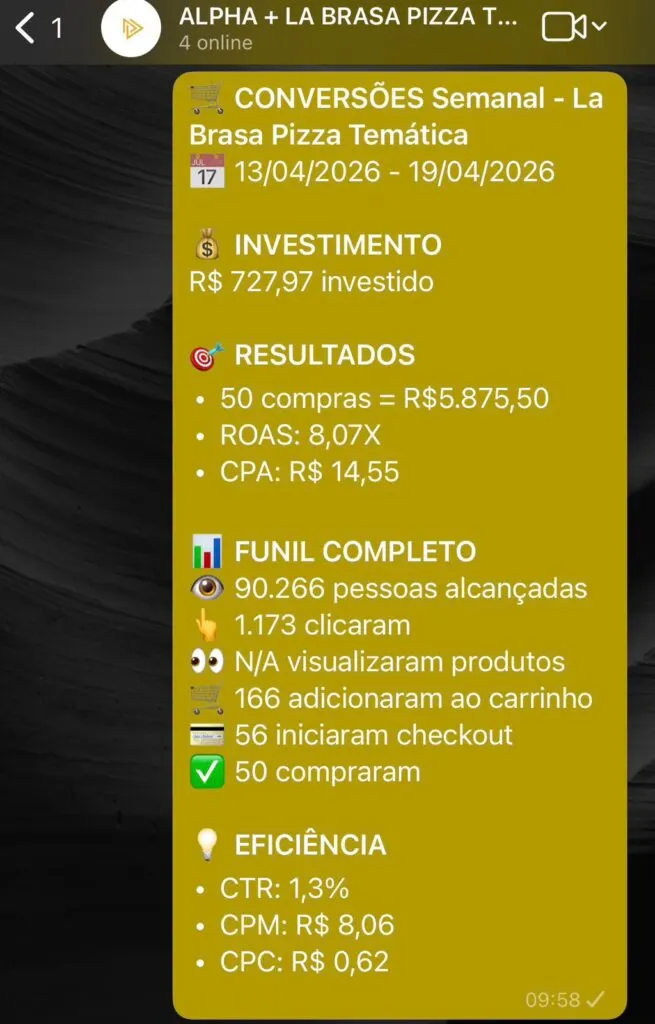 1
ALPHA + LA BRASA PIZZA T...
4 online
CONVERSÕES Semanal - La
Brasa Pizza Temática
JUL
17
13/04/2026 - 19/04/2026
INVESTIMENTO
R$ 727,97 investido
RESULTADOS
• 50 compras = R$5.875,50
• ROAS: 8,07X
• CPA: R$ 14,55
FUNIL COMPLETO
90.266 pessoas alcançadas
1.173 clicaram
N/A visualizaram produtos
166 adicionaram ao carrinho
56 iniciaram checkout
50 compraram
EFICIÊNCIA
• CTR: 1,3%
• CPM: R$ 8,06
• CPC: R$ 0,62
09:58